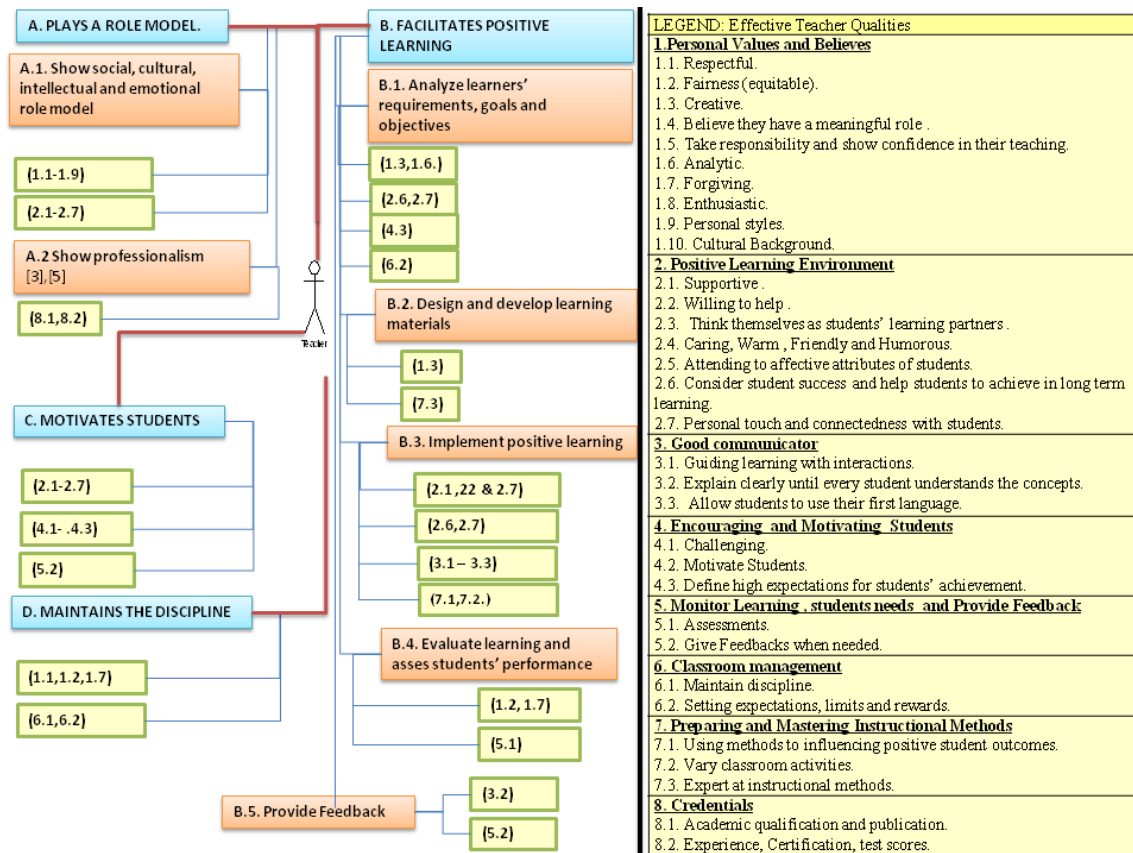 A. PLAYS A ROLE MODEL.
A.1. Show social, cultural,
intellectual and emotional
role model
(1.1-1.9)
(2.1-2.7)
A.2 Show professionalism
[3], [5]
(8.1,8.2)
Teacher
C. MOTIVATES STUDENTS
(2.1-2.7)
(4.1- .4.3)
(5.2)
D. MAINTAINS THE DISCIPLINE
(1.1,1.2,1.7)
(6.1,6.2)
B. FACILITATES POSITIVE
LEARNING
B.1. Analyze learners'
requirements, goals and
objectives
(1.3,1.6.)
(2.6,2.7)
(4.3)
(6.2)
B.2. Design and develop learning
materials
(1.3)
(7.3)
B.3. Implement positive learning
(2.1 ,22 & 2.7)
(2.6,2.7)
(3.1 – 3.3)
(7.1,7.2.)
B.4. Evaluate learning and
asses students' performance
(1.2, 1.7)
(5.1)
B.5. Provide Feedback
(3.2)
(5.2)
LEGEND: Effective Teacher Qualities
1.Personal Values and Believes
1.1. Respectful.
1.2. Fairness (equitable).
1.3. Creative.
1.4. Believe they have a meaningful role .
1.5. Take responsibility and show confidence in their teaching.
1.6. Analytic.
1.7. Forgiving.
1.8. Enthusiastic.
1.9. Personal styles.
1.10. Cultural Background.
2. Positive Learning Environment
2.1. Supportive .
2.2. Willing to help .
2.3. Think themselves as students' learning partners .
2.4. Caring, Warm , Friendly and Humorous.
2.5. Attending to affective attributes of students.
2.6. Consider student success and help students to achieve in long term
learning.
2.7. Personal touch and connectedness with students.
3. Good communicator
3.1. Guiding learning with interactions.
3.2. Explain clearly until every student understands the concepts.
3.3. Allow students to use their first language.
4. Encouraging and Motivating Students
4.1. Challenging.
4.2. Motivate Students.
4.3. Define high expectations for students' achievement.
5. Monitor Learning , students needs and Provide Feedback
5.1. Assessments.
5.2. Give Feedbacks when needed.
6. Classroom management
6.1. Maintain discipline.
6.2. Setting expectations, limits and rewards.
7. Preparing and Mastering Instructional Methods
7.1. Using methods to influencing positive student outcomes.
7.2. Vary classroom activities.
7.3. Expert at instructional methods.
8. Credentials
8.1. Academic qualification and publication.
8.2. Experience, Certification, test scores.